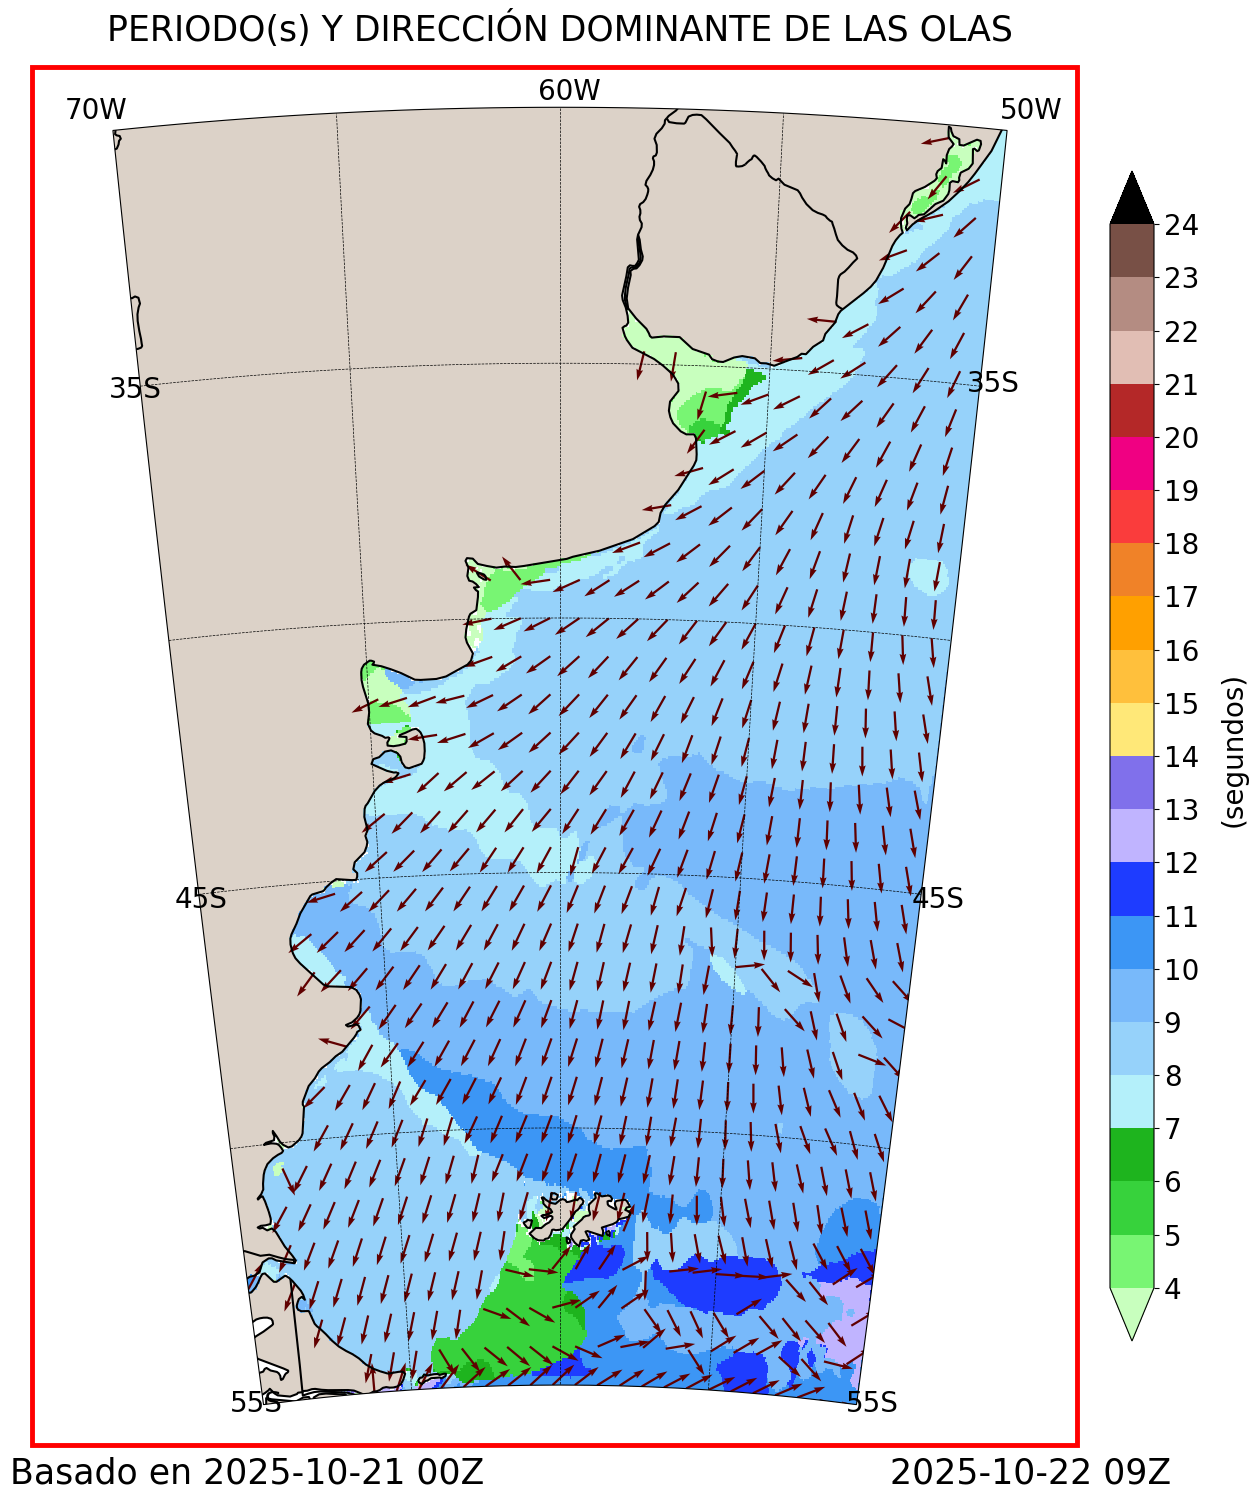 PERIODO(s) Y DIRECCIÓN DOMINANTE DE LAS OLAS
70W
60W
50W
35S
35S
45S
45S
55S
55S
24
23
22
21
20
19
18
17
16
15
14
13
12
11
10
9
8
7
6
5
4
(segundos)
Basado en 2025-10-21 00Z
2025-10-22 09Z